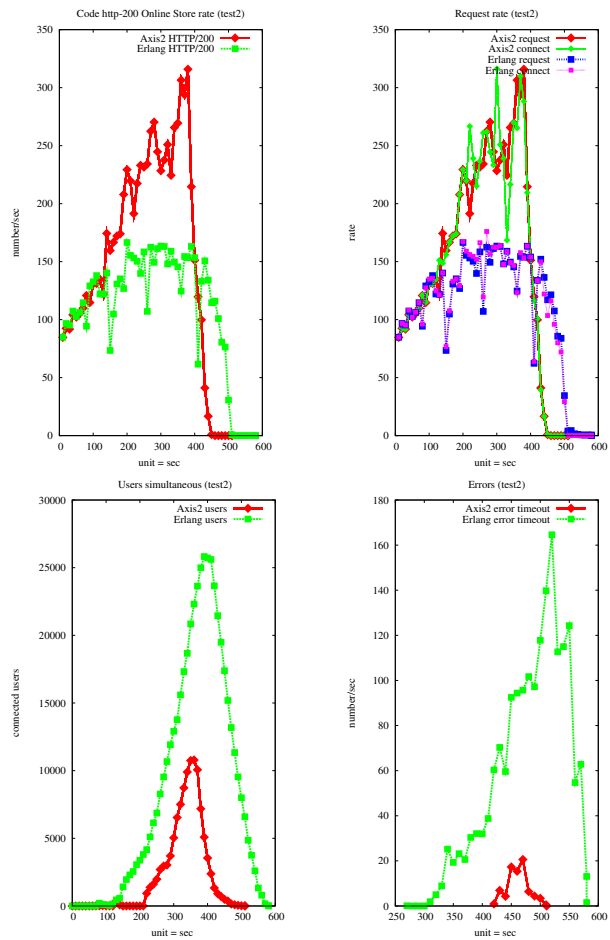 Code http-200 Online Store rate (test2)
350
300
250
200
150
100
50
0
0 100 200 300 400 500 600
number/sec
unit = sec
Axis2 HTTP/200
Erlang HTTP/200
Request rate (test2)
350
300
250
200
150
100
50
0
0 100 200 300 400 500 600
rate
unit = sec
Axis2 request
Axis2 connect
Erlang request
Erlang connect
Users simultaneous (test2)
30000
25000
20000
15000
10000
5000
0
0 100 200 300 400 500 600
connected users
unit = sec
Axis2 users
Erlang users
Errors (test2)
180
160
140
120
100
80
60
40
20
0
250 300 350 400 450 500 550 600
number/sec
unit = sec
Axis2 error timeout
Erlang error timeout